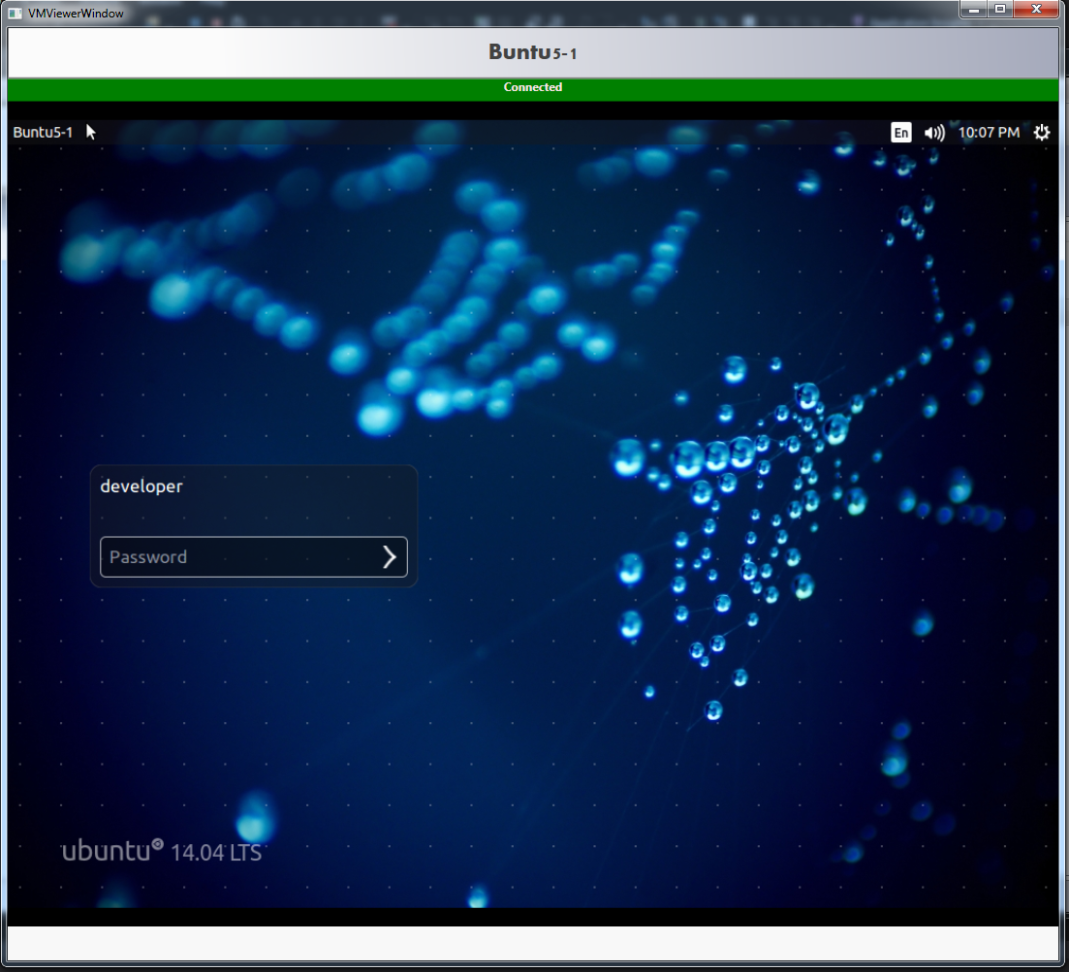 VMViewerWindow
Buntu5-1
Connected
Buntu5-1 En 10:07 PM
developer
Password
ubuntu 14.04 LTS